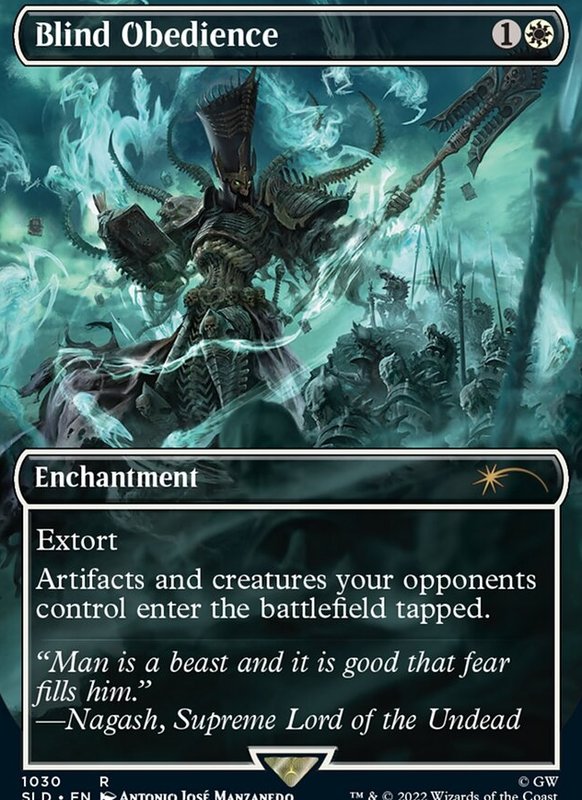 Blind Obedience 1
Enchantment
Extort
Artifacts and creatures your opponents
control enter the battlefield tapped.
“Man is a beast and it is good that fear
fills him.”
—Nagash, Supreme Lord of the Undead
1030 R © GW
SLD • EN Antonio José Manzanedo ™ & © 2022 Wizards of the Coast